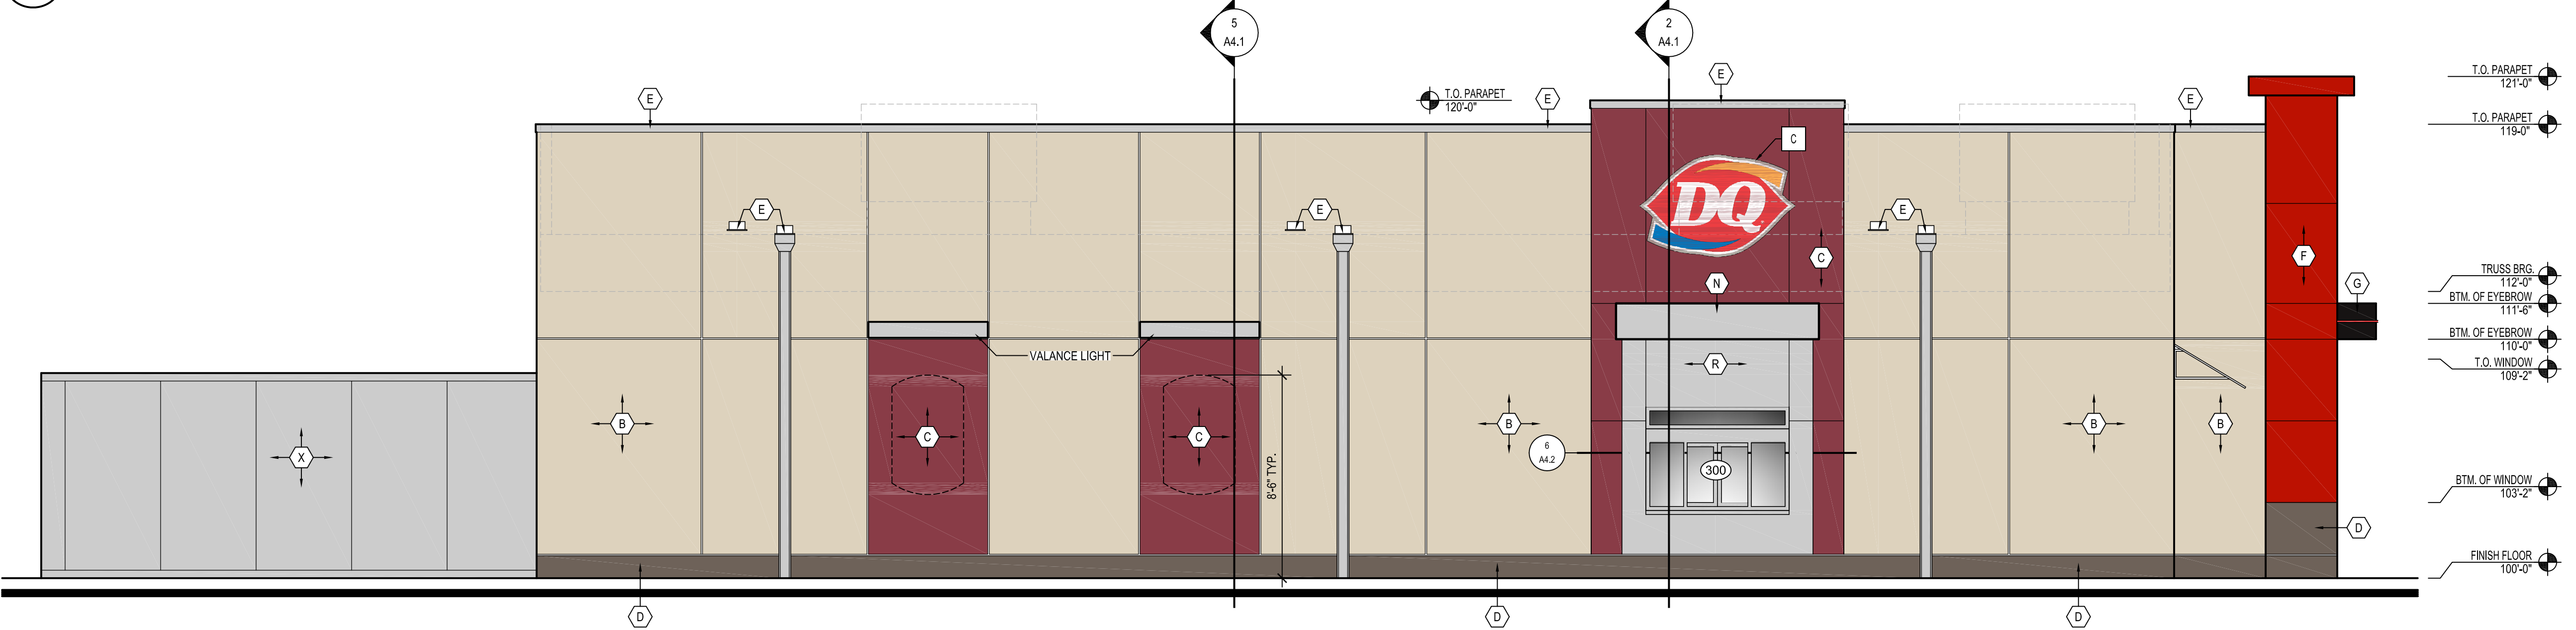 5
A4.1
2
A4.1
E
T.O. PARAPET
120'-0"
E
E
E
T.O. PARAPET
121'-0"
T.O. PARAPET
119-0"
C
DQ
E
E
E
C
F
N
TRUSS BRG.
112'-0"
G
BTM. OF EYEBROW
111'-6"
BTM. OF EYEBROW
110'-0"
VALANCE LIGHT
R
T.O. WINDOW
109'-2"
B
C
C
B
B
B
X
6
A4.2
300
8'-6" TYP.
BTM. OF WINDOW
103'-2"
D
FINISH FLOOR
100'-0"
D
D
D